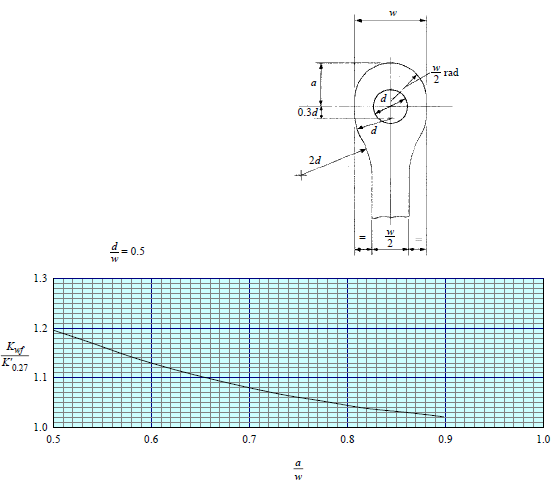 w
a
w/2 rad
d
0.3d
d
2d
= w/2 =
d/w = 0.5
1.3
1.2
K_wf/K'_0.27
1.1
1.0
0.5 0.6 0.7 0.8 0.9 1.0
a/w